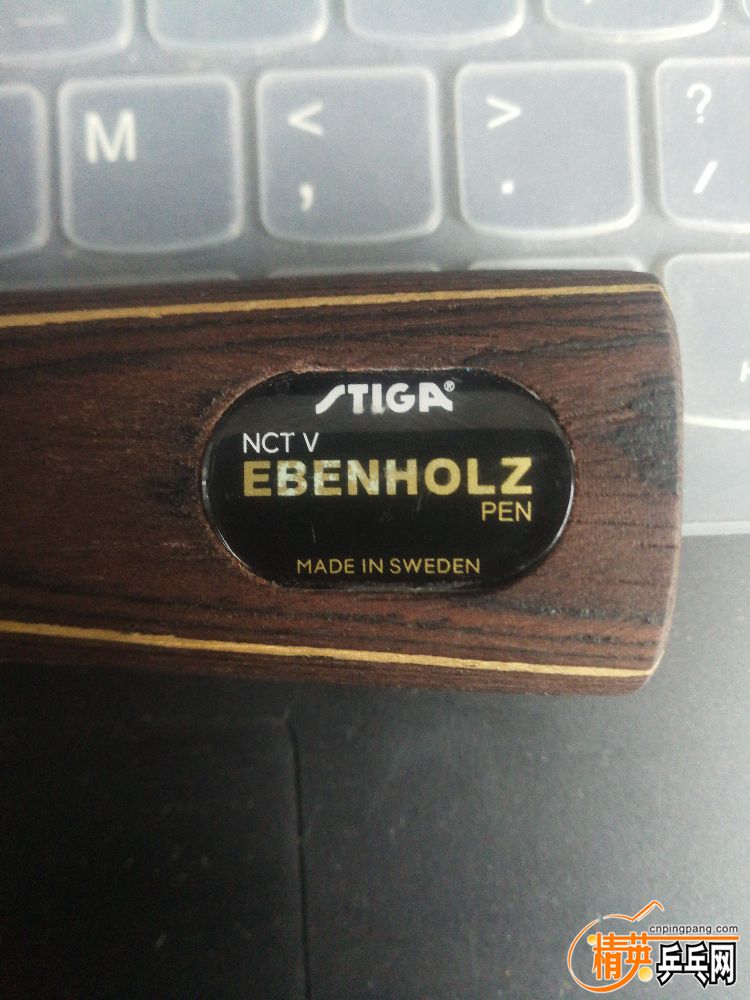 M
<
,
>
.
?
/
STIGA®
NCT V
EBENHOLZ
PEN
MADE IN SWEDEN
cnpingpang.com
精英乒乓网